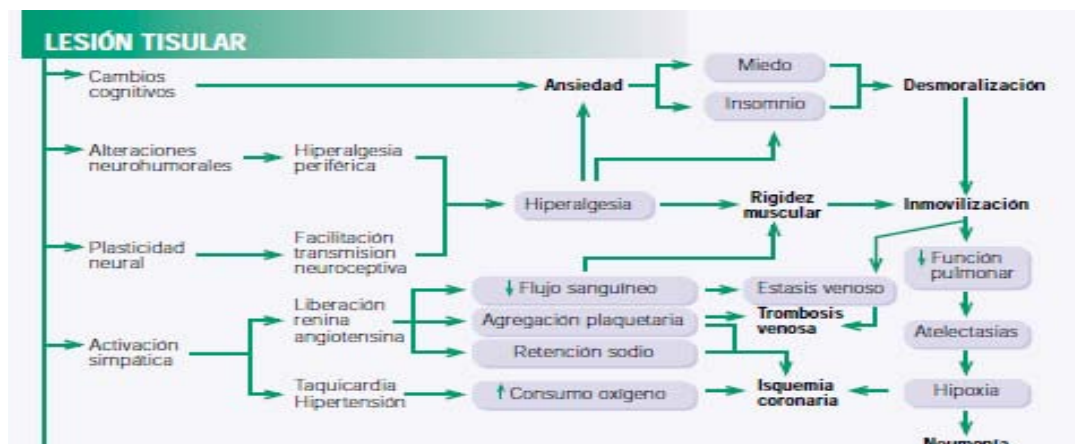 LESIÓN TISULAR
Cambios
cognitivos
Ansiedad
Miedo
Insomnio
Desmoralización
Alteraciones
neurohumorales
Hiperalgesia
periférica
Hiperalgesia
Rigidez
muscular
Inmovilización
Plasticidad
neural
Facilitación
transmision
neuroceptiva
↓ Función
pulmonar
Activación
simpática
Liberación
renina
angiotensina
↓ Flujo sanguíneo
Estasis venoso
Agregación plaquetaria
Trombosis
venosa
Atelectasías
Retención sodio
Taquicardia
Hipertensión
↑ Consumo oxígeno
Isquemia
coronaria
Hipoxia
Neumonía